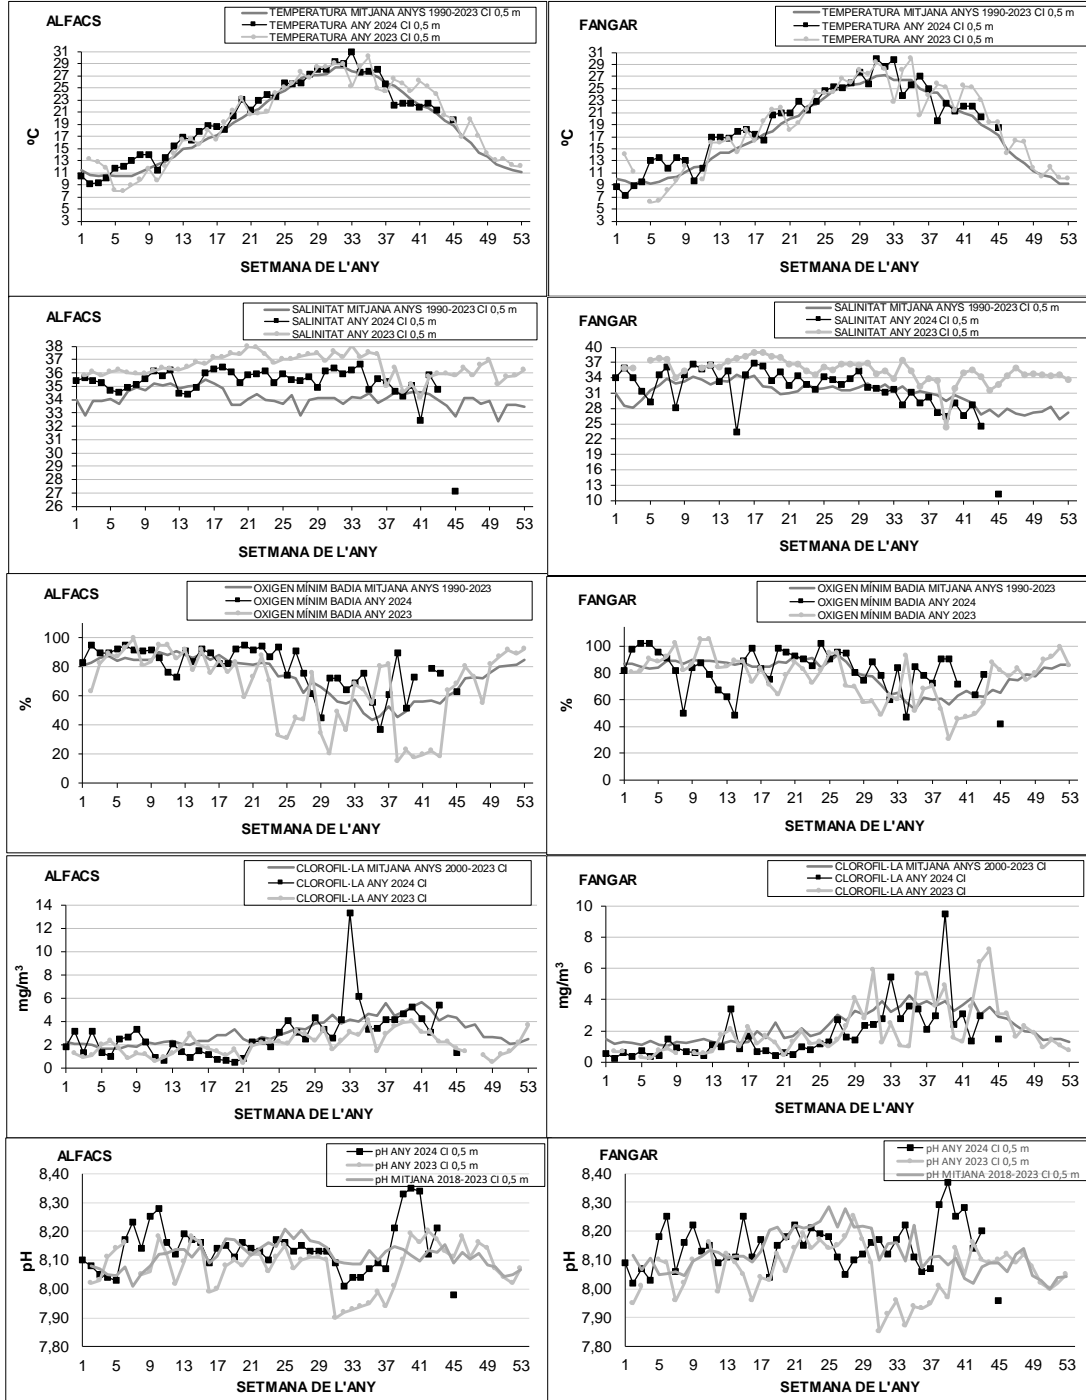 ALFACS
TEMPERATURA MITJANA ANYS 1990-2023 CI 0,5 m
TEMPERATURA ANY 2024 CI 0,5 m
TEMPERATURA ANY 2023 CI 0,5 m
ºC
31
29
27
25
23
21
19
17
15
13
11
9
7
5
3
1 5 9 13 17 21 25 29 33 37 41 45 49 53
SETMANA DE L'ANY
FANGAR
TEMPERATURA MITJANA ANYS 1990-2023 CI 0,5 m
TEMPERATURA ANY 2024 CI 0,5 m
TEMPERATURA ANY 2023 CI 0,5 m
ºC
31
29
27
25
23
21
19
17
15
13
11
9
7
5
3
1 5 9 13 17 21 25 29 33 37 41 45 49 53
SETMANA DE L'ANY
ALFACS
SALINITAT MITJANA ANYS 1990-2023 CI 0,5 m
SALINITAT ANY 2024 CI 0,5 m
SALINITAT ANY 2023 CI 0,5 m
38
37
36
35
34
33
32
31
30
29
28
27
26
1 5 9 13 17 21 25 29 33 37 41 45 49 53
SETMANA DE L'ANY
FANGAR
SALINITAT MITJANA ANYS 1990-2023 CI 0,5 m
SALINITAT ANY 2024 CI 0,5 m
SALINITAT ANY 2023 CI 0,5 m
40
37
34
31
28
25
22
19
16
13
10
1 5 9 13 17 21 25 29 33 37 41 45 49 53
SETMANA DE L'ANY
ALFACS
OXIGEN MÍNIM BADIA MITJANA ANYS 1990-2023
OXIGEN MÍNIM BADIA ANY 2024
OXIGEN MÍNIM BADIA ANY 2023
%
100
80
60
40
20
0
1 5 9 13 17 21 25 29 33 37 41 45 49 53
SETMANA DE L'ANY
FANGAR
OXIGEN MÍNIM BADIA MITJANA ANYS 1990-2023
OXIGEN MÍNIM BADIA ANY 2024
OXIGEN MÍNIM BADIA ANY 2023
%
100
80
60
40
20
0
1 5 9 13 17 21 25 29 33 37 41 45 49 53
SETMANA DE L'ANY
ALFACS
CLOROFIL·LA MITJANA ANYS 2000-2023 CI
CLOROFIL·LA ANY 2024 CI
CLOROFIL·LA ANY 2023 CI
mg/m³
14
12
10
8
6
4
2
0
1 5 9 13 17 21 25 29 33 37 41 45 49 53
SETMANA DE L'ANY
FANGAR
CLOROFIL·LA MITJANA ANYS 2000-2023 CI
CLOROFIL·LA ANY 2024 CI
CLOROFIL·LA ANY 2023 CI
mg/m³
10
8
6
4
2
0
1 5 9 13 17 21 25 29 33 37 41 45 49 53
SETMANA DE L'ANY
ALFACS
pH ANY 2024 CI 0,5 m
pH ANY 2023 CI 0,5 m
pH MITJANA 2018-2023 CI 0,5 m
pH
8,40
8,30
8,20
8,10
8,00
7,90
7,80
1 5 9 13 17 21 25 29 33 37 41 45 49 53
SETMANA DE L'ANY
FANGAR
pH ANY 2024 CI 0,5 m
pH ANY 2023 CI 0,5 m
pH MITJANA 2018-2023 CI 0,5 m
pH
8,40
8,30
8,20
8,10
8,00
7,90
7,80
1 5 9 13 17 21 25 29 33 37 41 45 49 53
SETMANA DE L'ANY